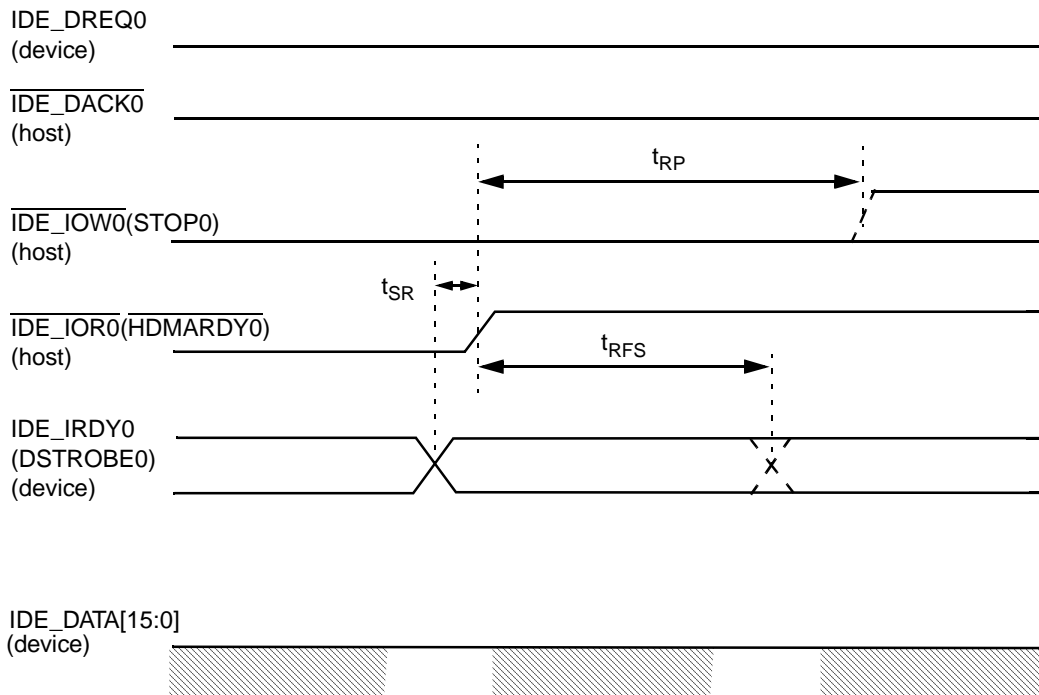 IDE_DREQ0
(device)
IDE_DACK0
(host)
tRP
IDE_IOW0(STOP0)
(host)
tSR
IDE_IOR0(HDMARDY0)
(host)
tRFS
IDE_IRDY0
(DSTROBE0)
(device)
IDE_DATA[15:0]
(device)